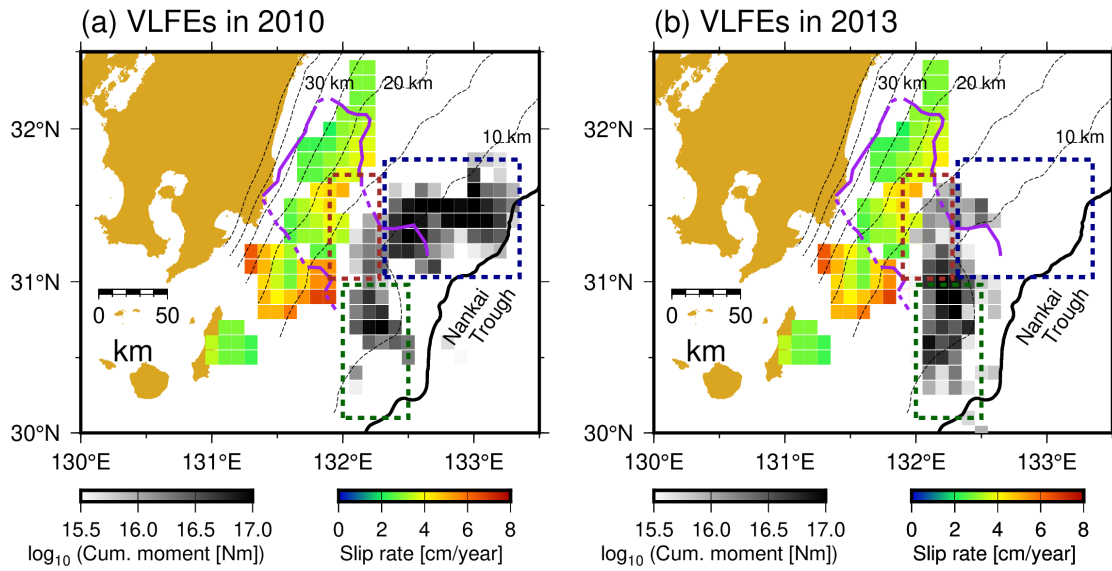 (a) VLFEs in 2010
30 km
20 km
10 km
32°N
31°N
30°N
0
50
km
Nankai
Trough
130°E
131°E
132°E
133°E
15.5
16.0
16.5
17.0
log10 (Cum. moment [Nm])
0
2
4
6
8
Slip rate [cm/year]
(b) VLFEs in 2013
30 km
20 km
10 km
32°N
31°N
30°N
0
50
km
Nankai
Trough
130°E
131°E
132°E
133°E
15.5
16.0
16.5
17.0
log10 (Cum. moment [Nm])
0
2
4
6
8
Slip rate [cm/year]